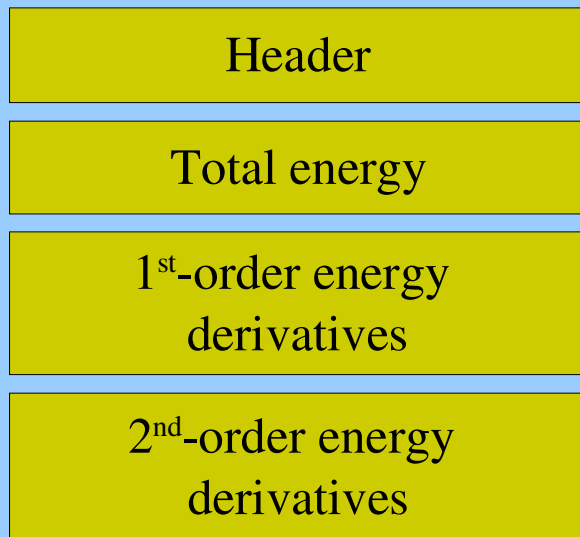 Header
Total energy
1st-order energy
derivatives
2nd-order energy
derivatives